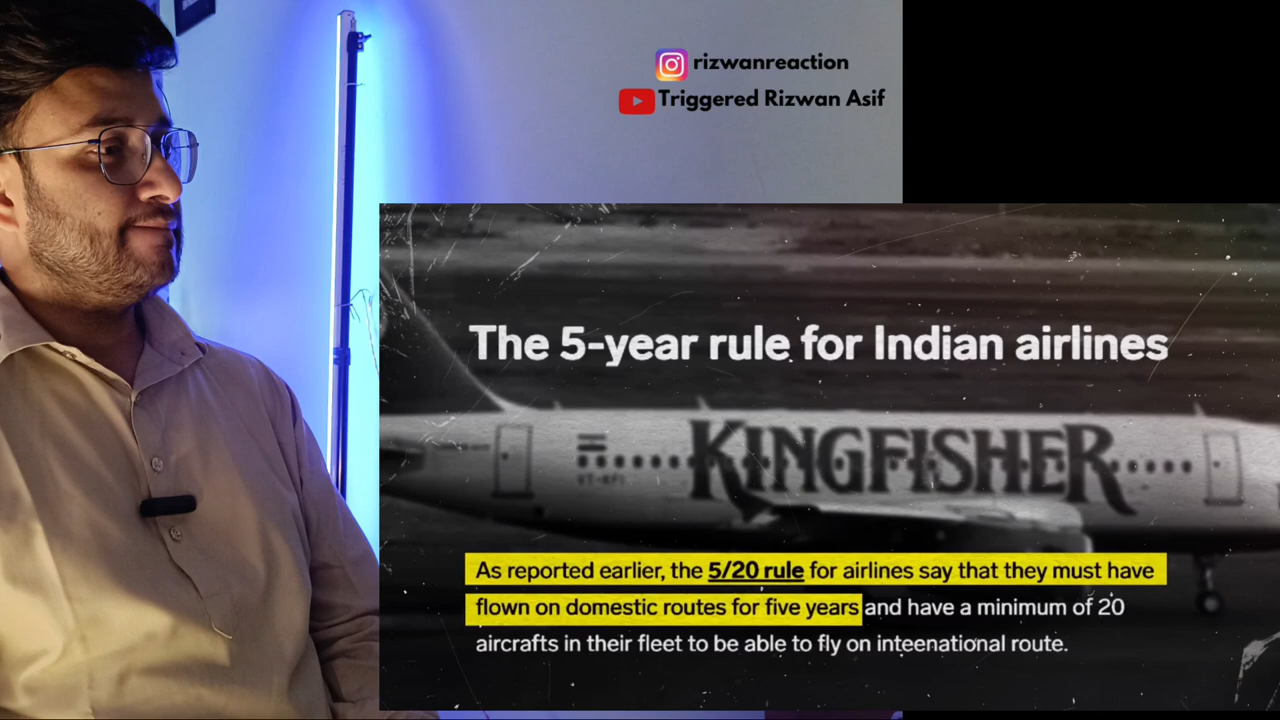 rizwanreaction
Triggered Rizwan Asif
The 5-year rule for Indian airlines
KINGFISHER
VT-KFI
As reported earlier, the 5/20 rule for airlines say that they must have
flown on domestic routes for five years and have a minimum of 20
aircrafts in their fleet to be able to fly on inteenational route.